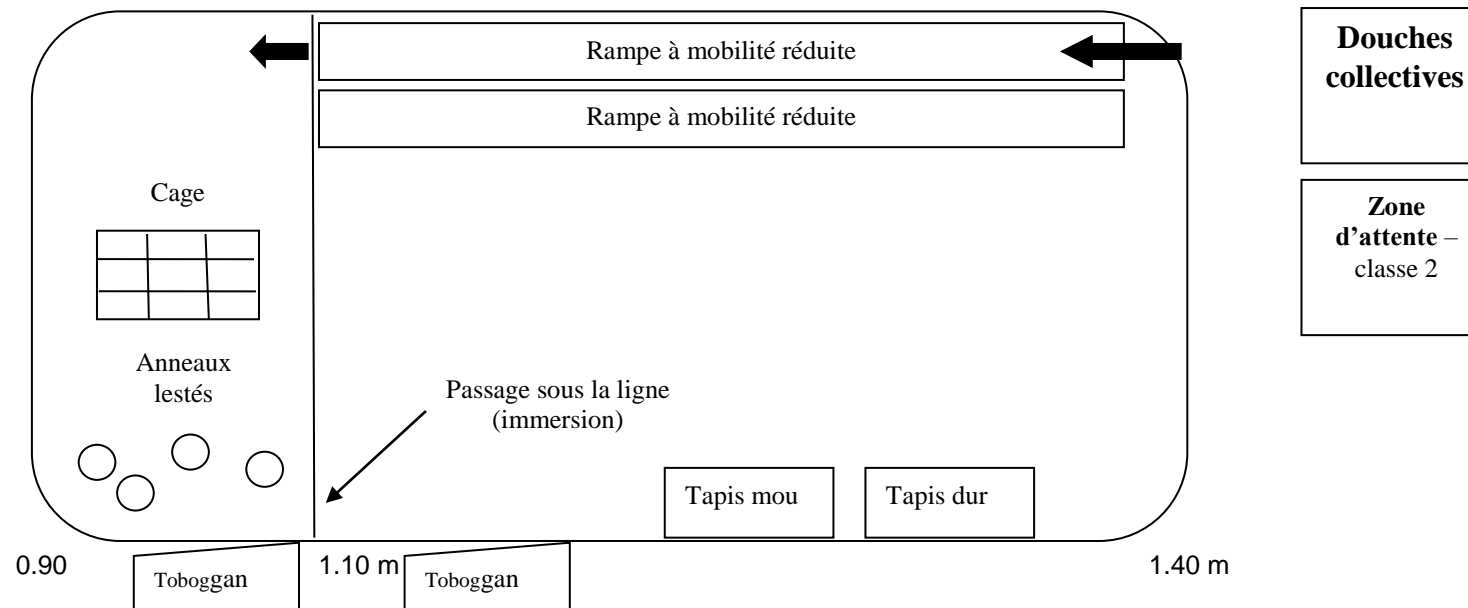 Rampe à mobilité réduite
Rampe à mobilité réduite
Douches
collectives
Zone
d'attente –
classe 2
Cage
Anneaux
lestés
Passage sous la ligne
(immersion)
Tapis mou
Tapis dur
0.90
Toboggan
1.10 m
Toboggan
1.40 m